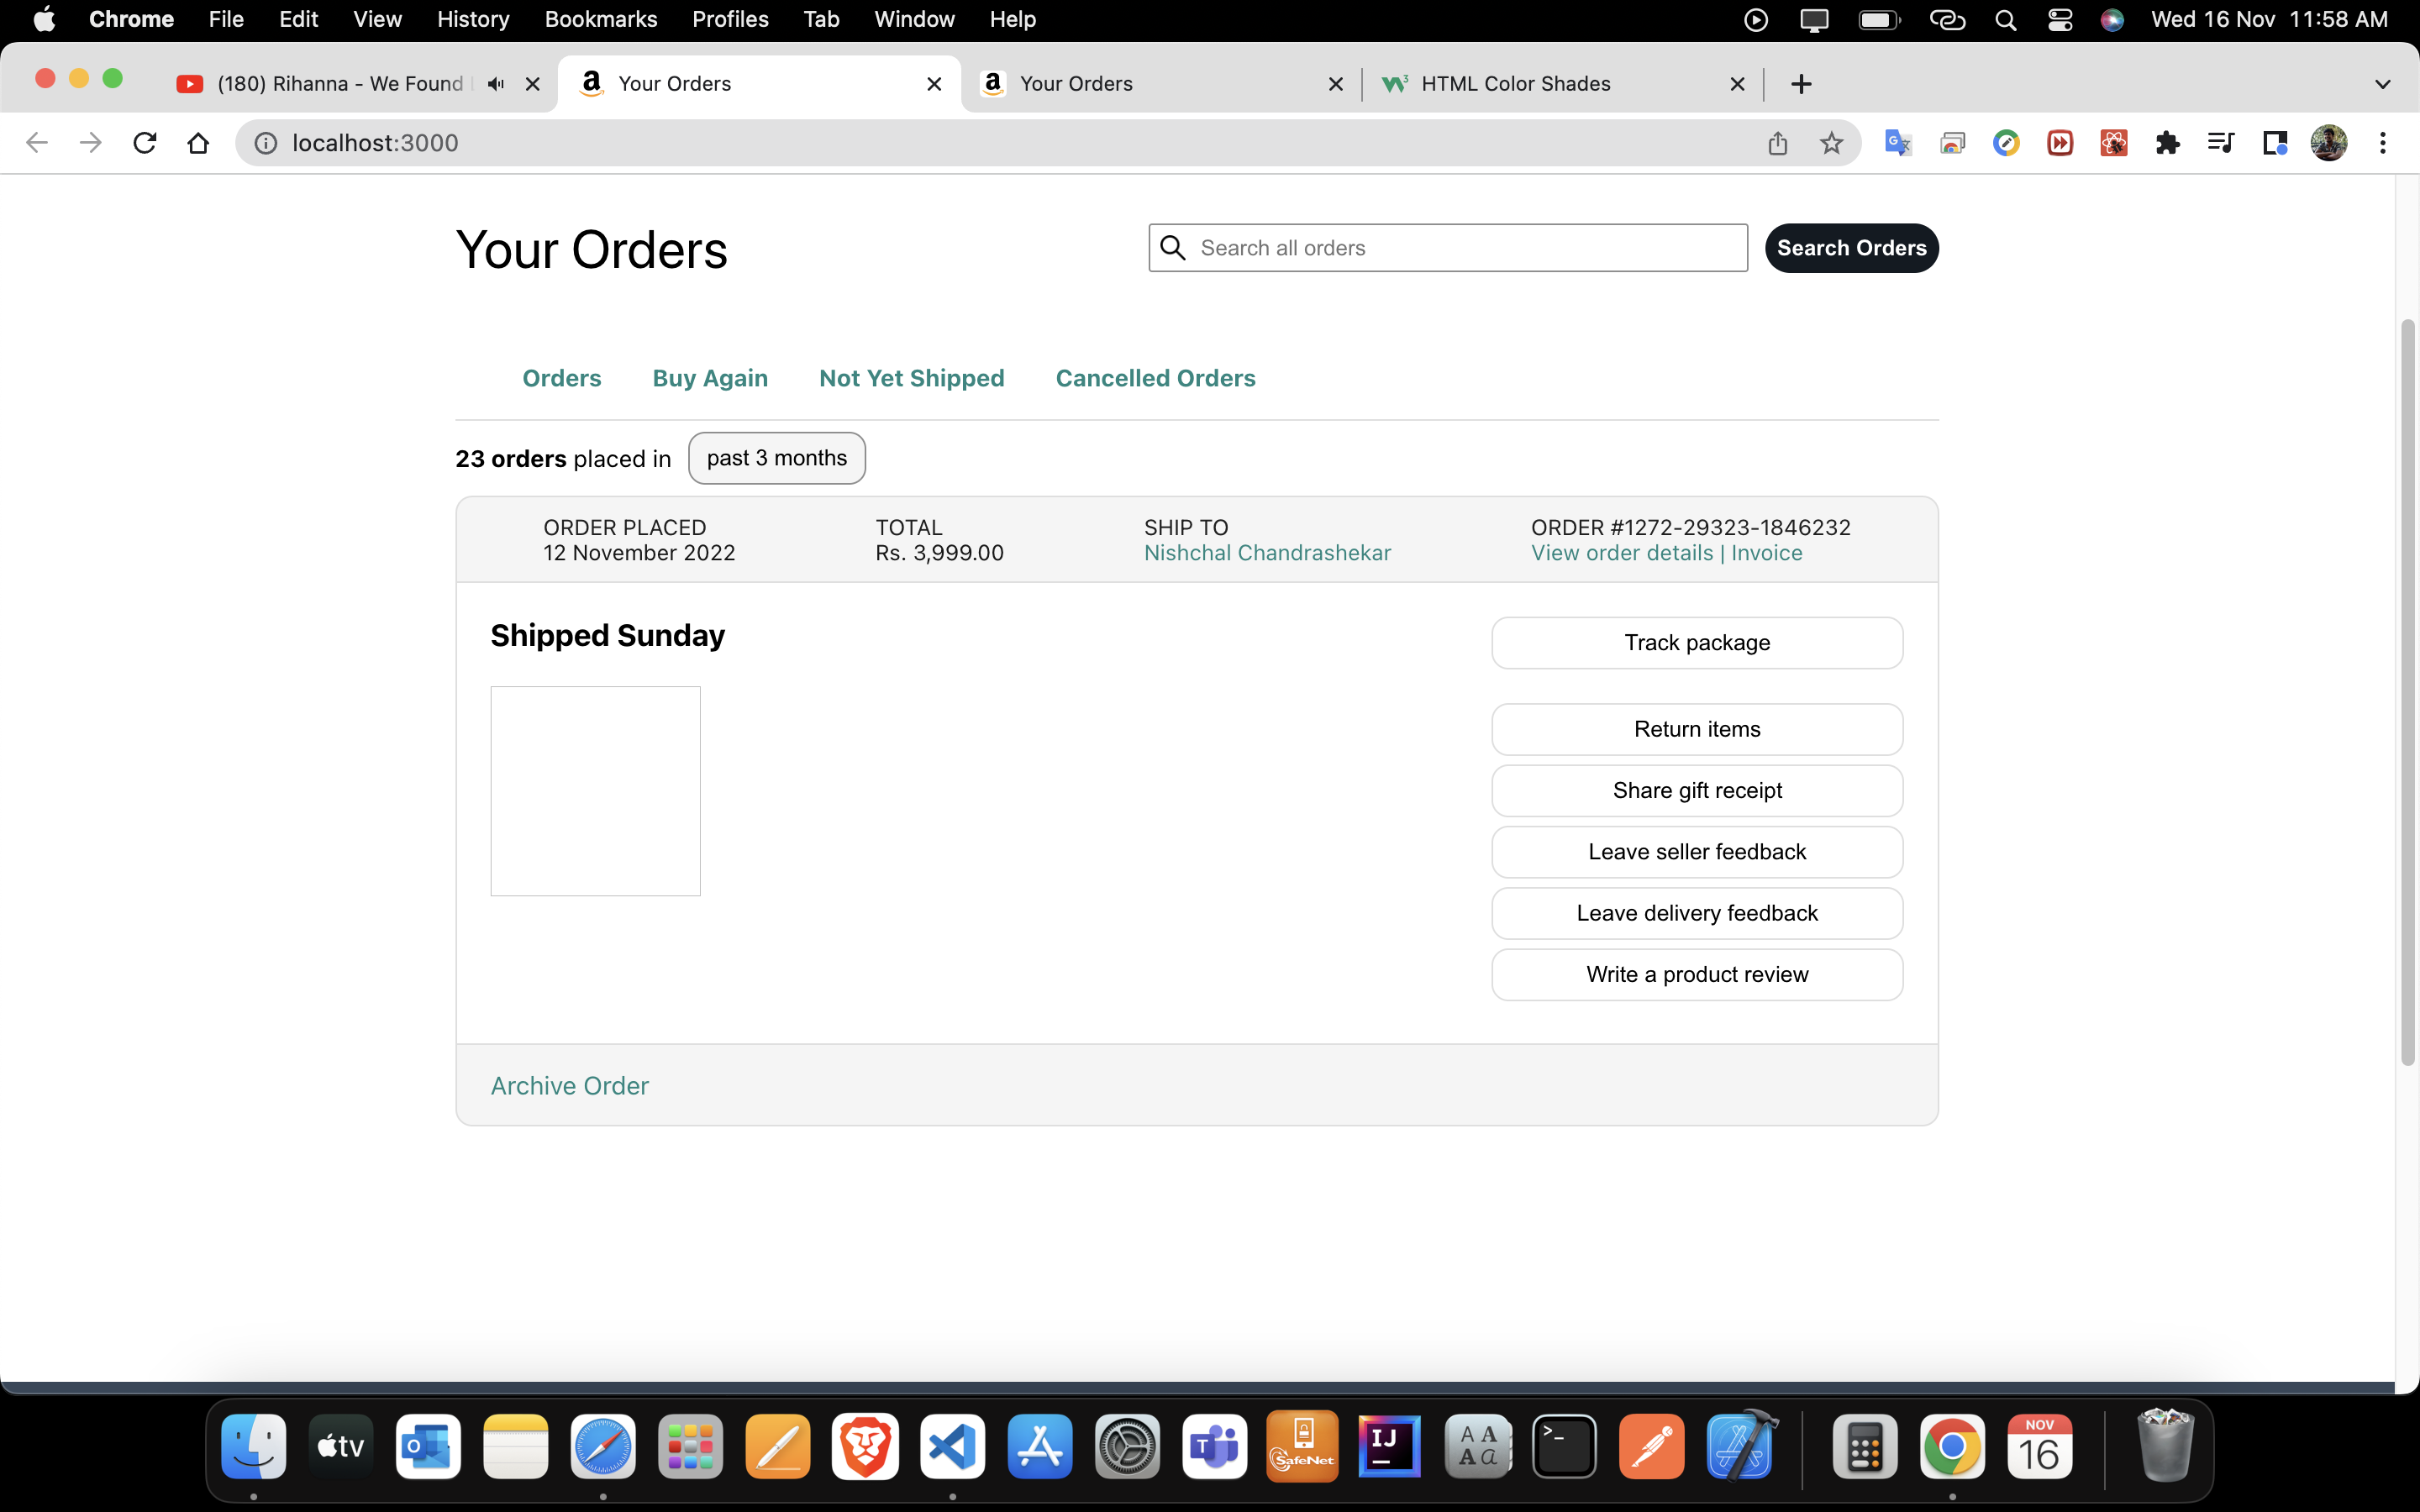 Chrome File Edit View History Bookmarks Profiles Tab Window Help Wed 16 Nov 11:58 AM
(180) Rihanna - We Found Your Orders Your Orders HTML Color Shades
localhost:3000
Your Orders
Search all orders
Search Orders
Orders Buy Again Not Yet Shipped Cancelled Orders
23 orders placed in past 3 months
ORDER PLACED TOTAL SHIP TO ORDER #1272-29323-1846232
12 November 2022 Rs. 3,999.00 Nishchal Chandrashekar View order details | Invoice
Shipped Sunday
Track package
Return items
Share gift receipt
Leave seller feedback
Leave delivery feedback
Write a product review
Archive Order
tv
SafeNet
IJ
NOV
16